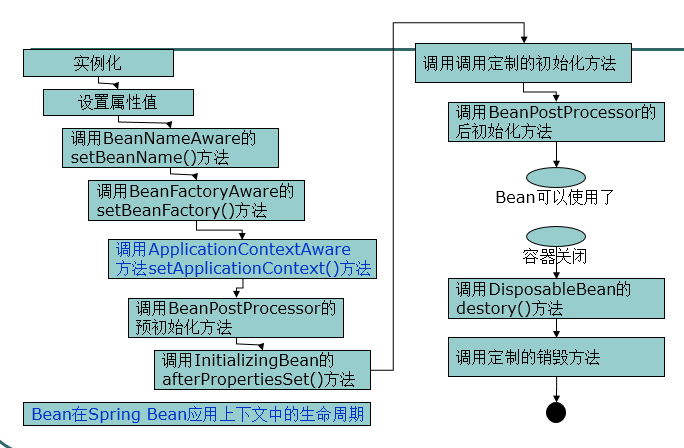 实例化
设置属性值
调用BeanNameAware的
setBeanName()方法
调用BeanFactoryAware的
setBeanFactory()方法
调用ApplicationContextAware
方法setApplicationContext()方法
调用BeanPostProcessor的
预初始化方法
调用InitializingBean的
afterPropertiesSet()方法
调用调用定制的初始化方法
调用BeanPostProcessor的
后初始化方法
Bean可以使用了
容器关闭
调用DisposableBean的
destory()方法
调用定制的销毁方法
Bean在Spring Bean应用上下文中的生命周期